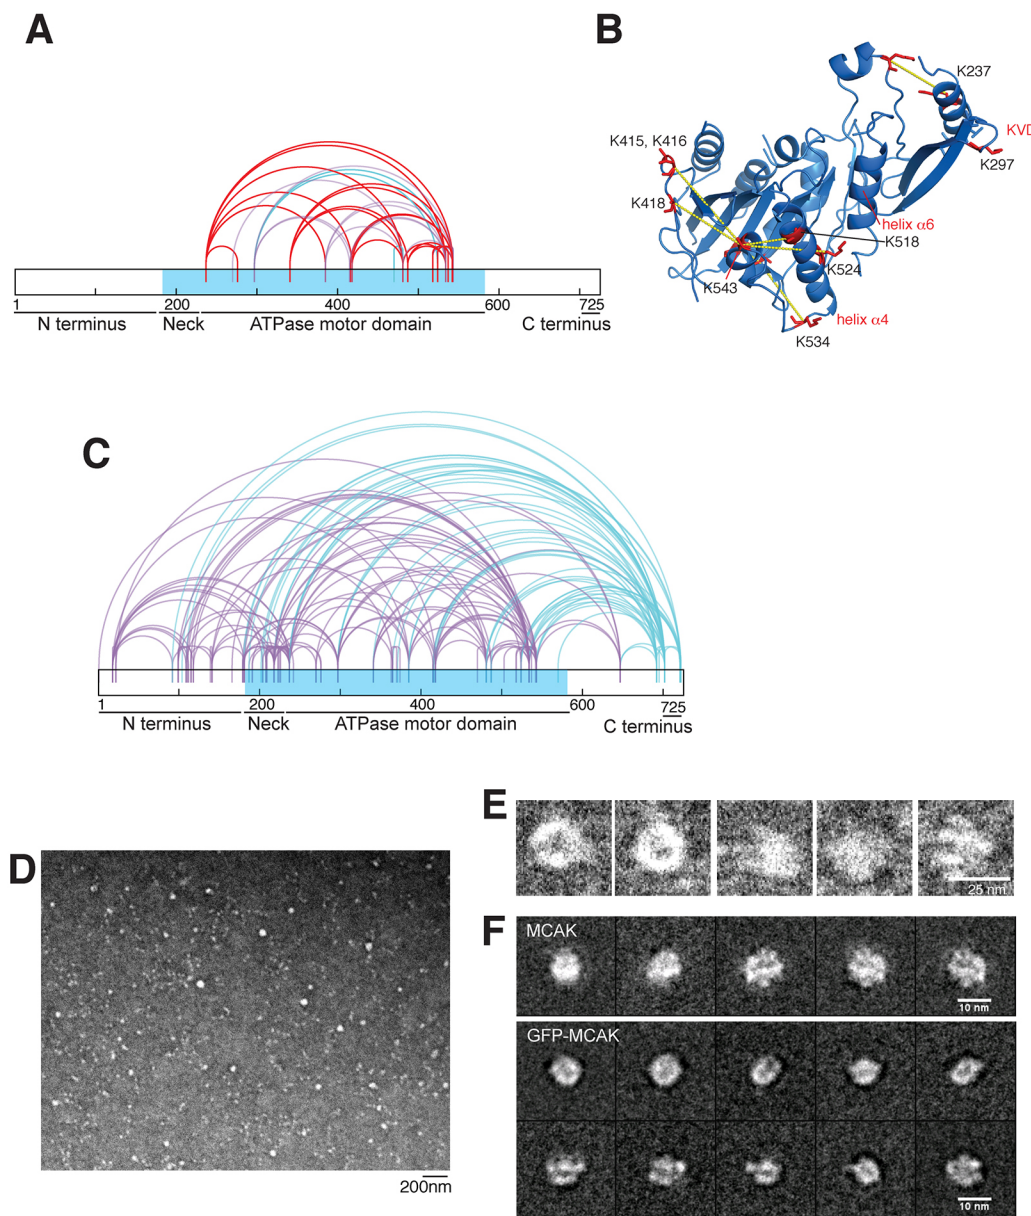 A
1 200 400 600 725
N terminus Neck ATPase motor domain C terminus
B
K237
KVD
K297
K415, K416
K418
helix α6
K518
K524
K543
helix α4
K534
C
1 200 400 600 725
N terminus Neck ATPase motor domain C terminus
D
200nm
E
25 nm
F
MCAK
10 nm
GFP-MCAK
10 nm